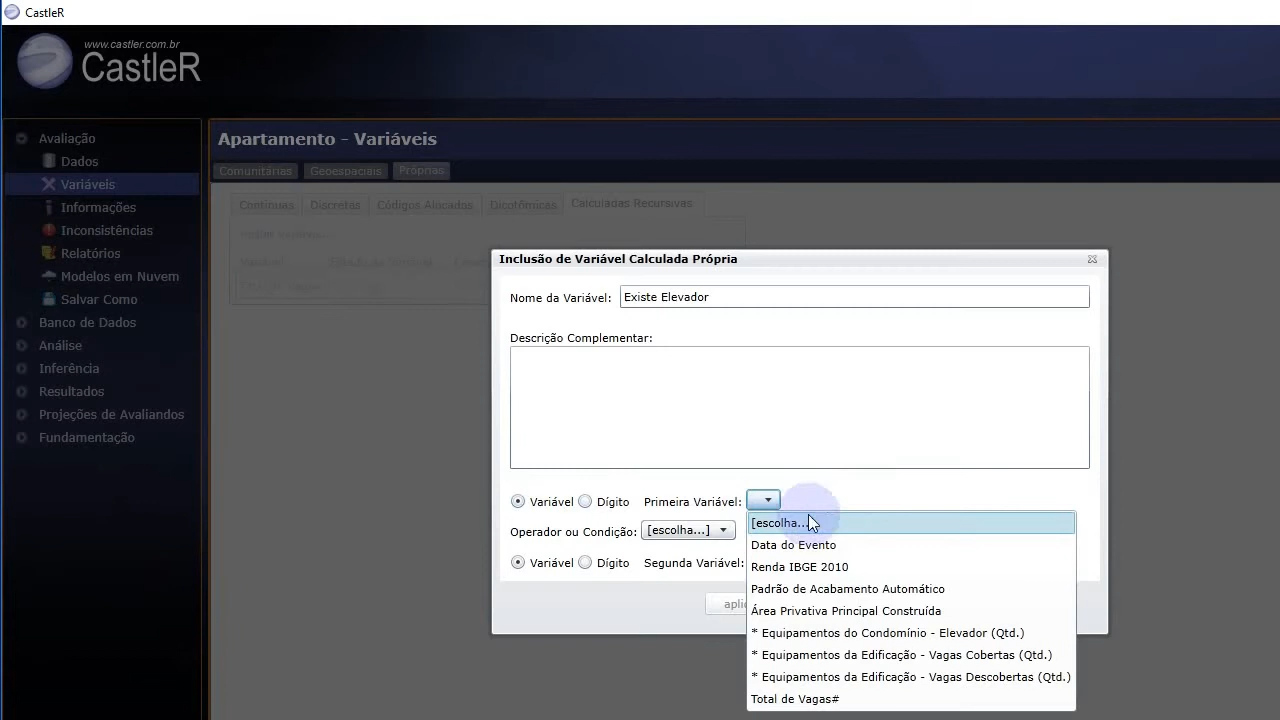 CastleR
www.castler.com.br
CastleR
Avaliação
Dados
Variáveis
Informações
Inconsistências
Relatórios
Modelos em Nuvem
Salvar Como
Banco de Dados
Análise
Inferência
Resultados
Projeções de Avaliandos
Fundamentação
Apartamento - Variáveis
Comunitárias Geoespaciais Próprias
Contínuas Discretas Códigos Alocados Dicotômicas Calculadas Recursivas
Inclusão de Variável Calculada Própria
Nome da Variável: Existe Elevador
Descrição Complementar:
Variável Dígito Primeira Variável:
Operador ou Condição: [escolha...]
Variável Dígito Segunda Variável:
[escolha...
Data do Evento
Renda IBGE 2010
Padrão de Acabamento Automático
Área Privativa Principal Construída
* Equipamentos do Condomínio - Elevador (Qtd.)
* Equipamentos da Edificação - Vagas Cobertas (Qtd.)
* Equipamentos da Edificação - Vagas Descobertas (Qtd.)
Total de Vagas#